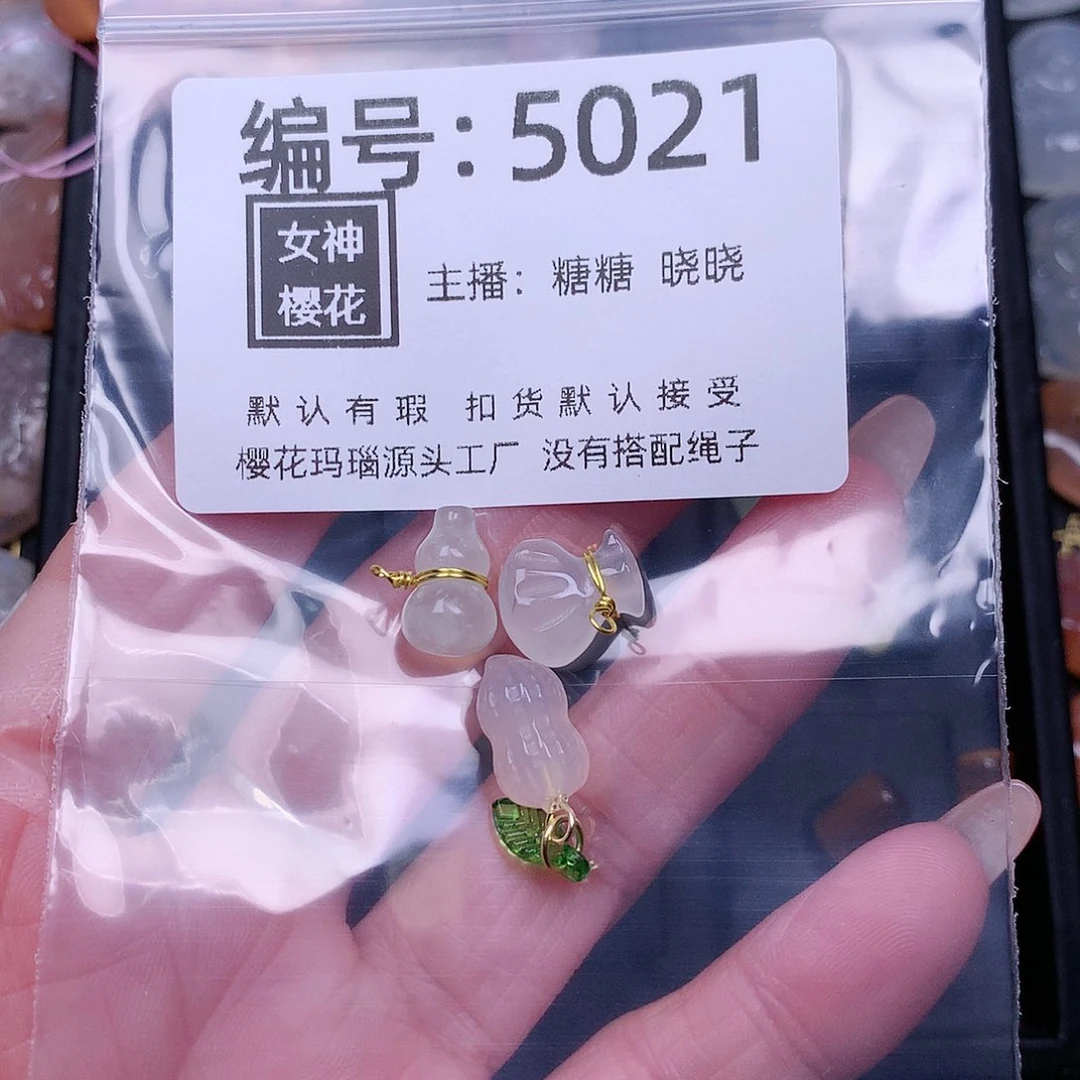 编号：5021
女神
樱花
主播：糖糖 晓晓
默认有瑕 扣货默认接受
樱花玛瑙源头工厂 没有搭配绳子